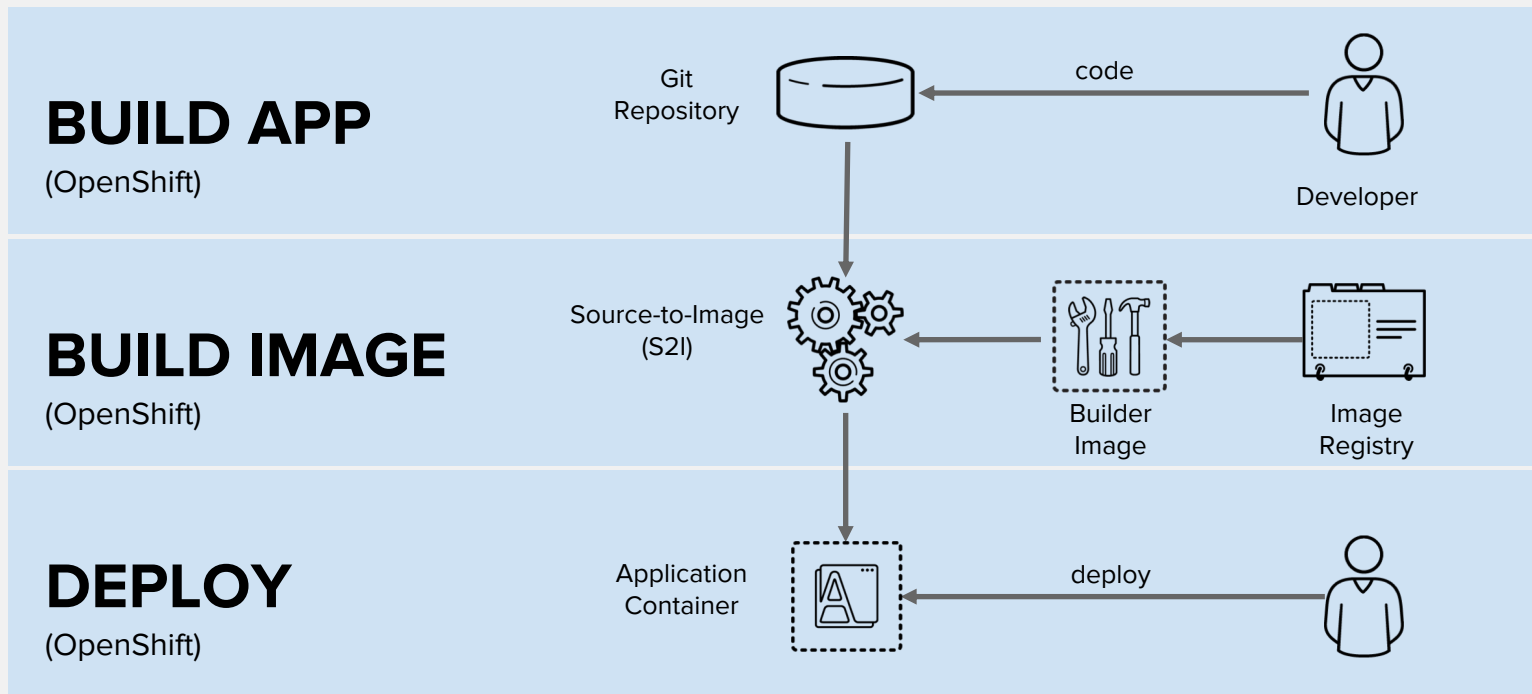 BUILD APP
(OpenShift)
Git
Repository
code
Developer
BUILD IMAGE
(OpenShift)
Source-to-Image
(S2I)
Builder
Image
Image
Registry
DEPLOY
(OpenShift)
Application
Container
A
deploy